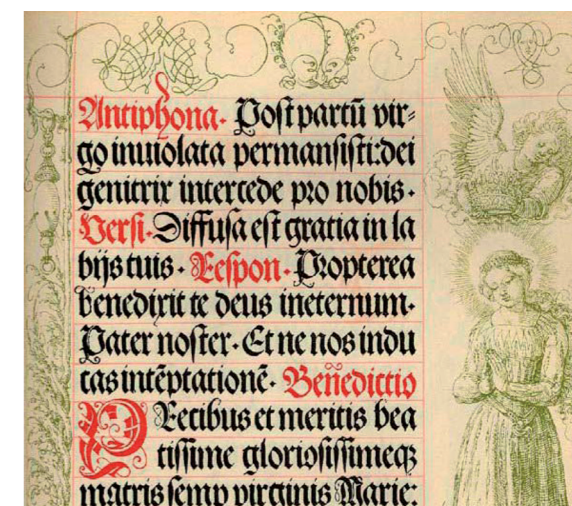 Antiphona. Post partū vir-
go inuiolata permansisti: dei
genitrix intercede pro nobis.
Versi. Diffusa est gratia in la
bijs tuis. Respon. Propterea
benedixit te deus ineternum.
Pater noster. Et ne nos indu
cas intēptationē. Beñedictio
PRecibus et meritis bea
tissime gloriosissimeqꝫ
matris semp virginis Marie: